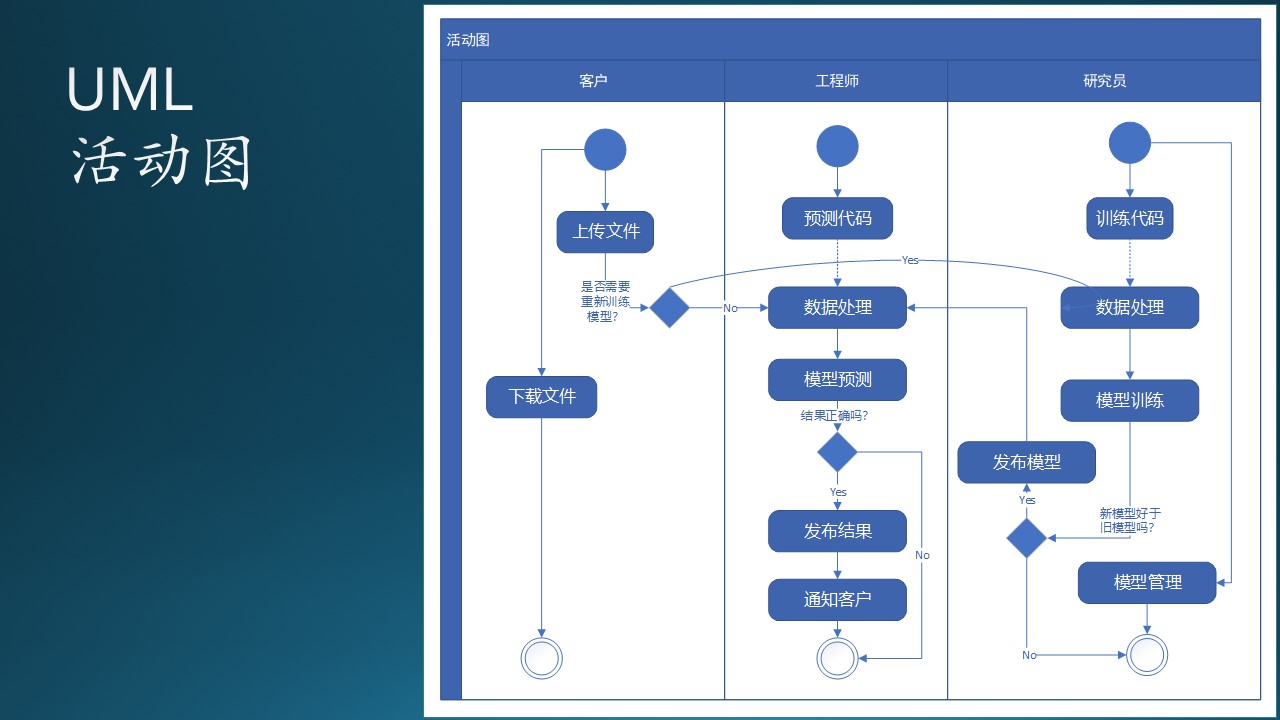 UML
活动图
活动图
客户
工程师
研究员
上传文件
预测代码
训练代码
Yes
是否需要
重新训练
模型?
No
数据处理
数据处理
下载文件
模型预测
模型训练
结果正确吗?
发布模型
Yes
Yes
新模型好于
旧模型吗?
发布结果
No
模型管理
通知客户
No